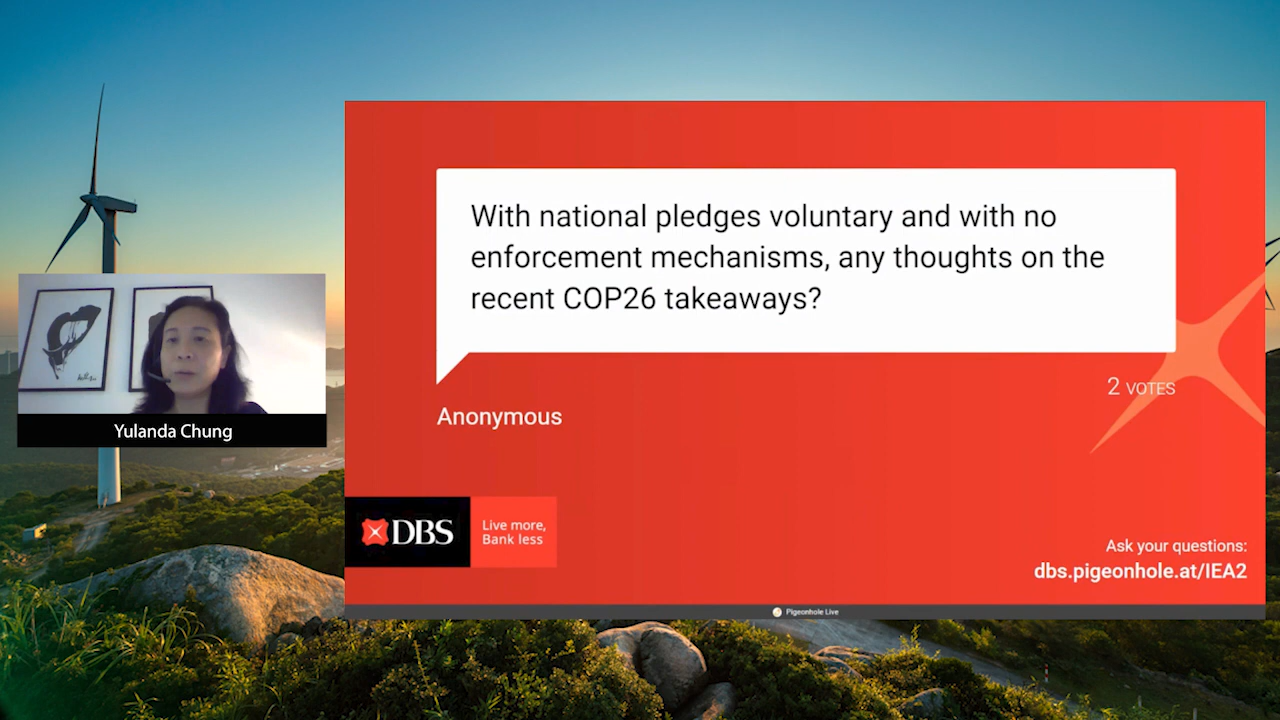 With national pledges voluntary and with no
enforcement mechanisms, any thoughts on the
recent COP26 takeaways?
2 VOTES
Anonymous
Yulanda Chung
DBS
Live more,
Bank less
Ask your questions:
dbs.pigeonhole.at/IEA2
Pigeonhole Live